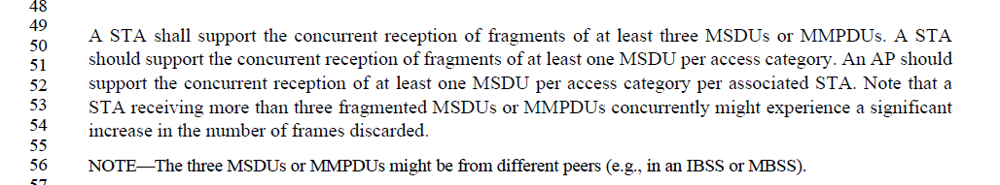 48
49
A STA shall support the concurrent reception of fragments of at least three MSDUs or MMPDUs. A STA
50
should support the concurrent reception of fragments of at least one MSDU per access category. An AP should
51
support the concurrent reception of at least one MSDU per access category per associated STA. Note that a
52
STA receiving more than three fragmented MSDUs or MMPDUs concurrently might experience a significant
53
increase in the number of frames discarded.
54
55
56 NOTE—The three MSDUs or MMPDUs might be from different peers (e.g., in an IBSS or MBSS).
57